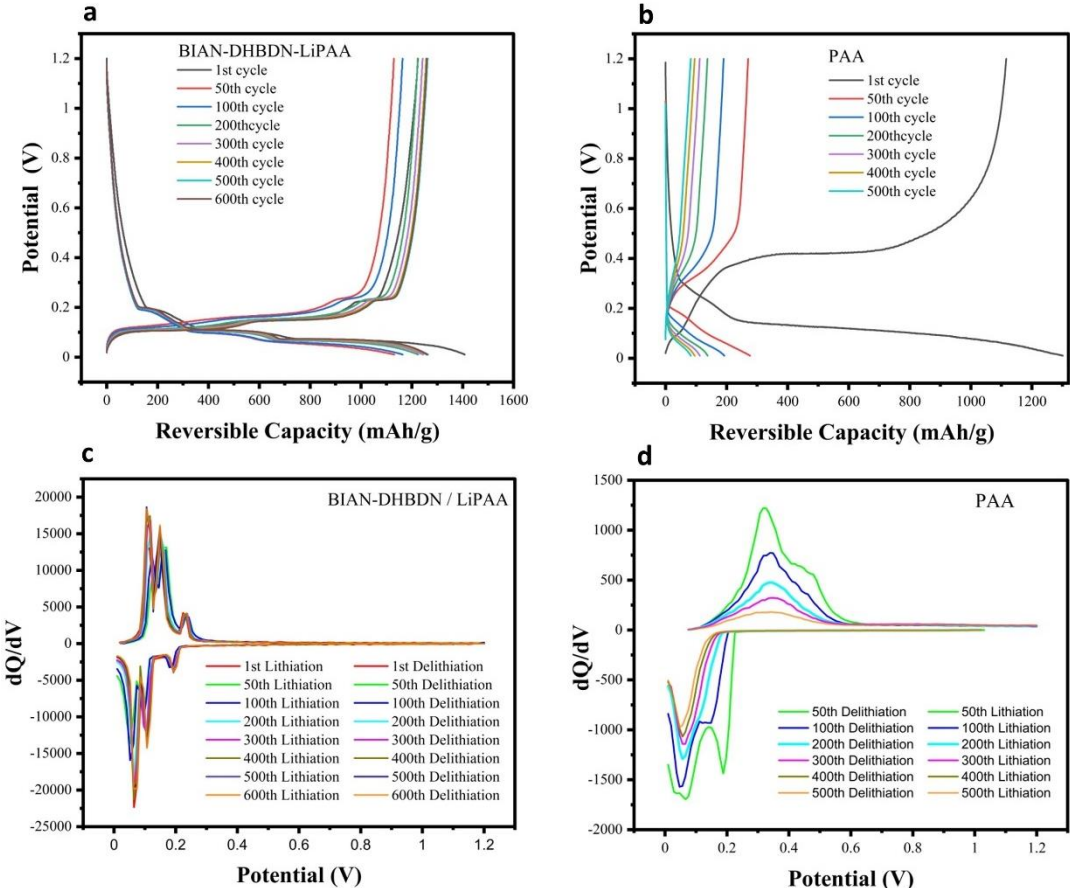 a
BIAN-DHBDN-LiPAA
1st cycle
50th cycle
100th cycle
200thcycle
300th cycle
400th cycle
500th cycle
600th cycle
1.2
1
0.8
0.6
0.4
0.2
0
Potential (V)
0
200
400
600
800
1000
1200
1400
1600
Reversible Capacity (mAh/g)
b
PAA
1st cycle
50th cycle
100th cycle
200thcycle
300th cycle
400th cycle
500th cycle
1.2
1
0.8
0.6
0.4
0.2
0
Potential (V)
0
200
400
600
800
1000
1200
Reversible Capacity (mAh/g)
c
BIAN-DHBDN / LiPAA
20000
15000
10000
5000
0
-5000
-10000
-15000
-20000
-25000
dQ/dV
1st Lithiation 1st Delithiation
50th Lithiation 50th Delithiation
100th Lithiation 100th Delithiation
200th Lithiation 200th Delithiation
300th Lithiation 300th Delithiation
400th Lithiation 400th Delithiation
500th Lithiation 500th Delithiation
600th Lithiation 600th Delithiation
0
0.2
0.4
0.6
0.8
1
1.2
Potential (V)
d
PAA
1500
1000
500
0
-500
-1000
-1500
-2000
dQ/dV
50th Delithiation 50th Lithiation
100th Delithiation 100th Lithiation
200th Delithiation 200th Lithiation
300th Delithiation 300th Lithiation
400th Delithiation 400th Lithiation
500th Delithiation 500th Lithiation
0
0.2
0.4
0.6
0.8
1
1.2
Potential (V)